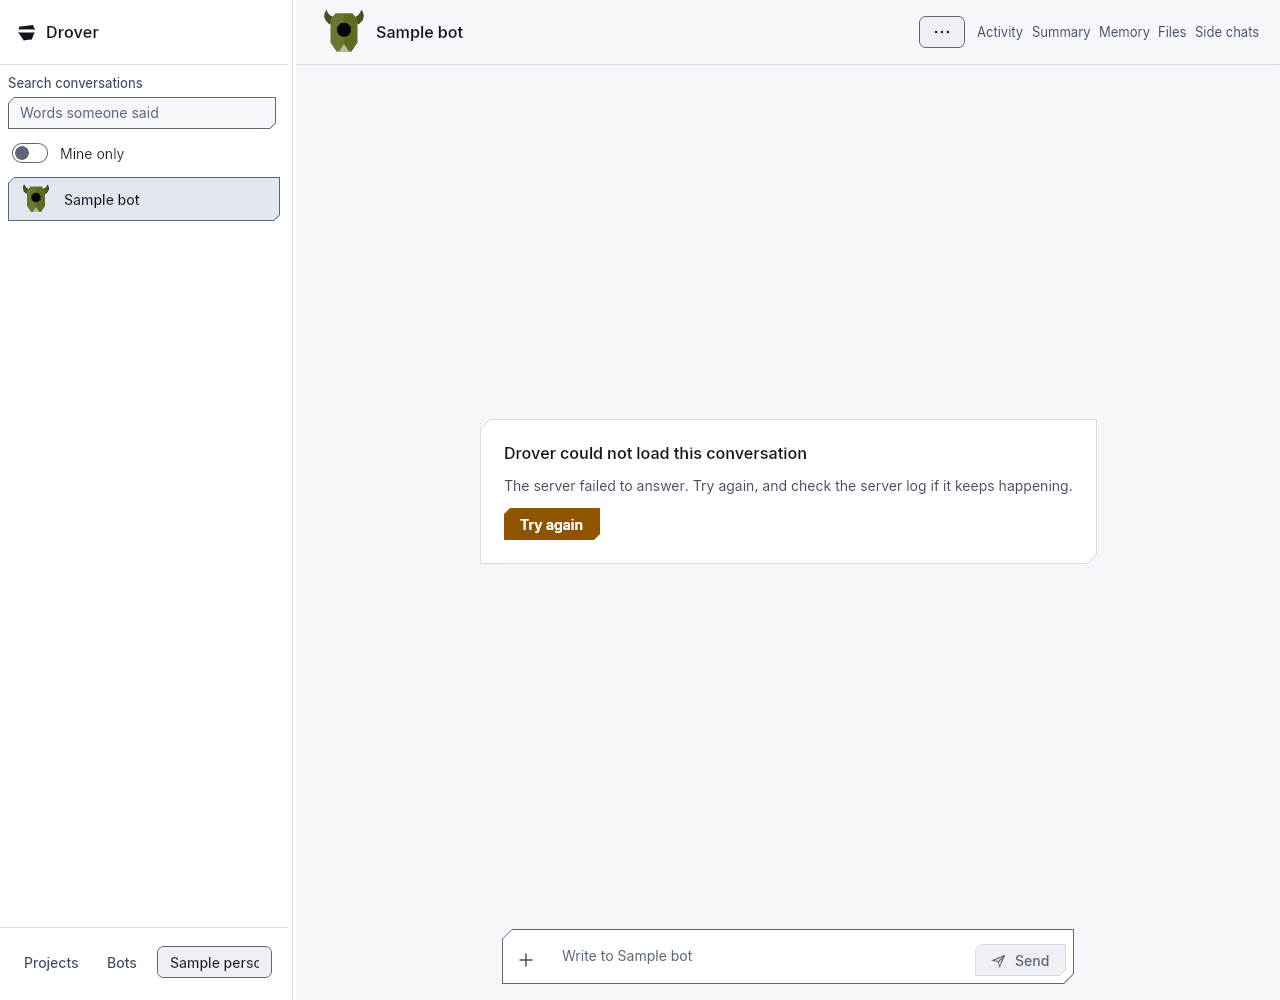 Drover
Sample bot
Activity Summary Memory Files Side chats
Search conversations
Words someone said
Mine only
Sample bot
Drover could not load this conversation
The server failed to answer. Try again, and check the server log if it keeps happening.
Try again
Projects Bots Sample persc
Write to Sample bot
Send